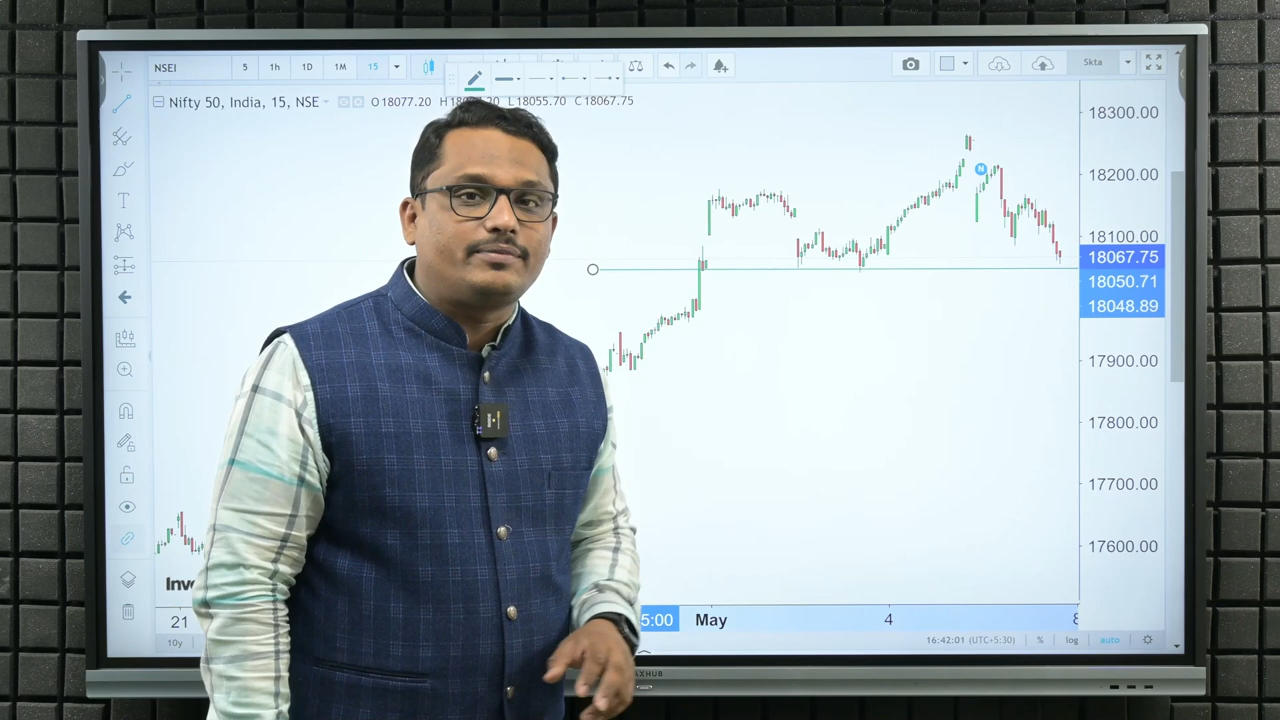 NSEI 5 1h 1D 1M 15 5kta
Nifty 50, India, 15, NSE O18077.20 L18055.70 C18067.75
18300.00
18200.00
18100.00
18067.75
18050.71
18048.89
17900.00
17800.00
17700.00
17600.00
T
N
21 May 4
10y 16:42:01 (UTC+5:30) % log auto